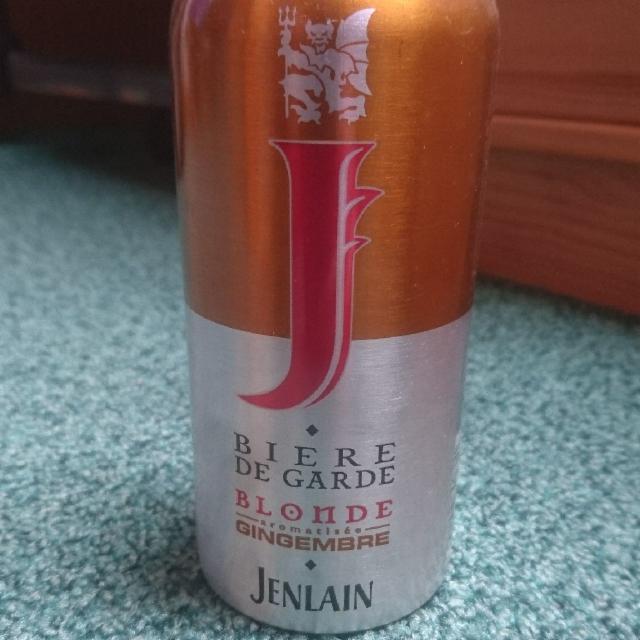 J
BIERE
DE GARDE
BLONDE
aromatisée
GINGEMBRE
JENLAIN